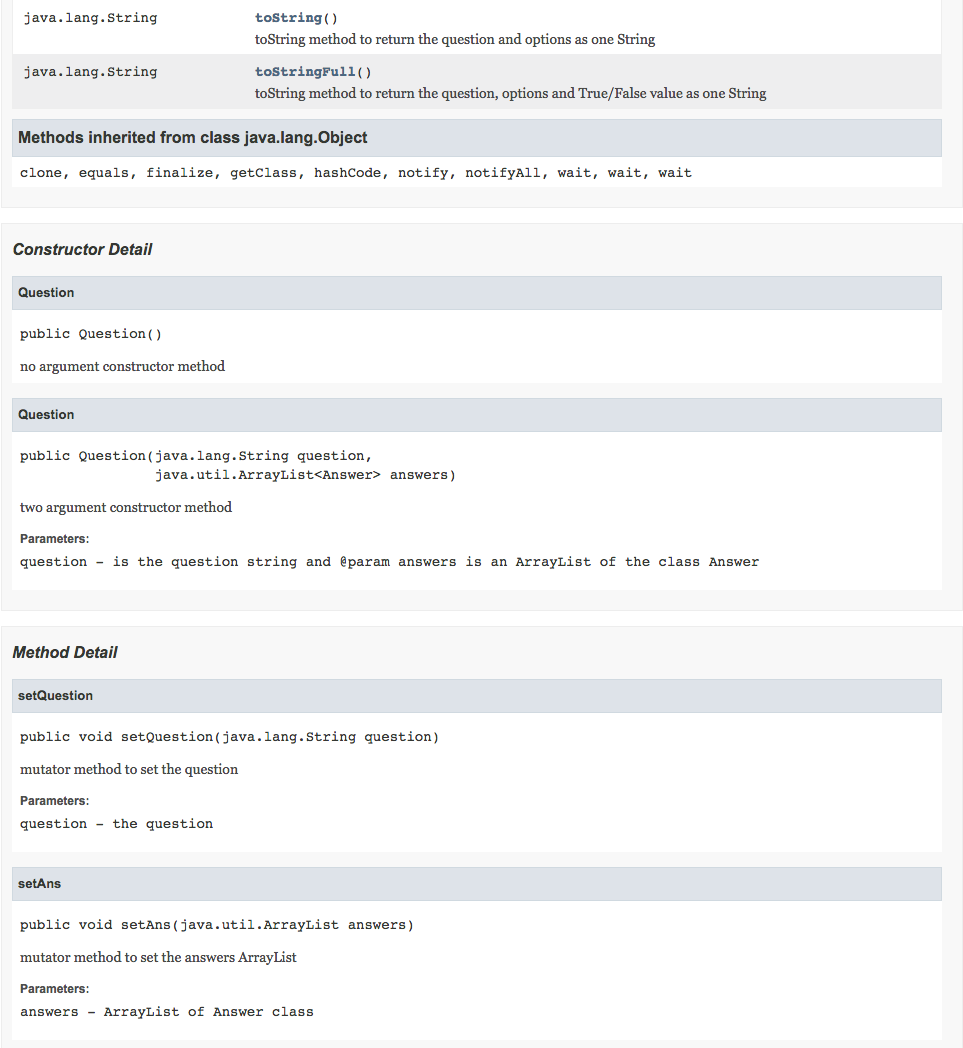 java.lang.String toString()
toString method to return the question and options as one String
java.lang.String toStringFull()
toString method to return the question, options and True/False value as one String
Methods inherited from class java.lang.Object
clone, equals, finalize, getClass, hashCode, notify, notifyAll, wait, wait, wait
Constructor Detail
Question
public Question()
no argument constructor method
Question
public Question(java.lang.String question,
java.util.ArrayList<Answer> answers)
two argument constructor method
Parameters:
question - is the question string and @param answers is an ArrayList of the class Answer
Method Detail
setQuestion
public void setQuestion(java.lang.String question)
mutator method to set the question
Parameters:
question - the question
setAns
public void setAns(java.util.ArrayList answers)
mutator method to set the answers ArrayList
Parameters:
answers - ArrayList of Answer class